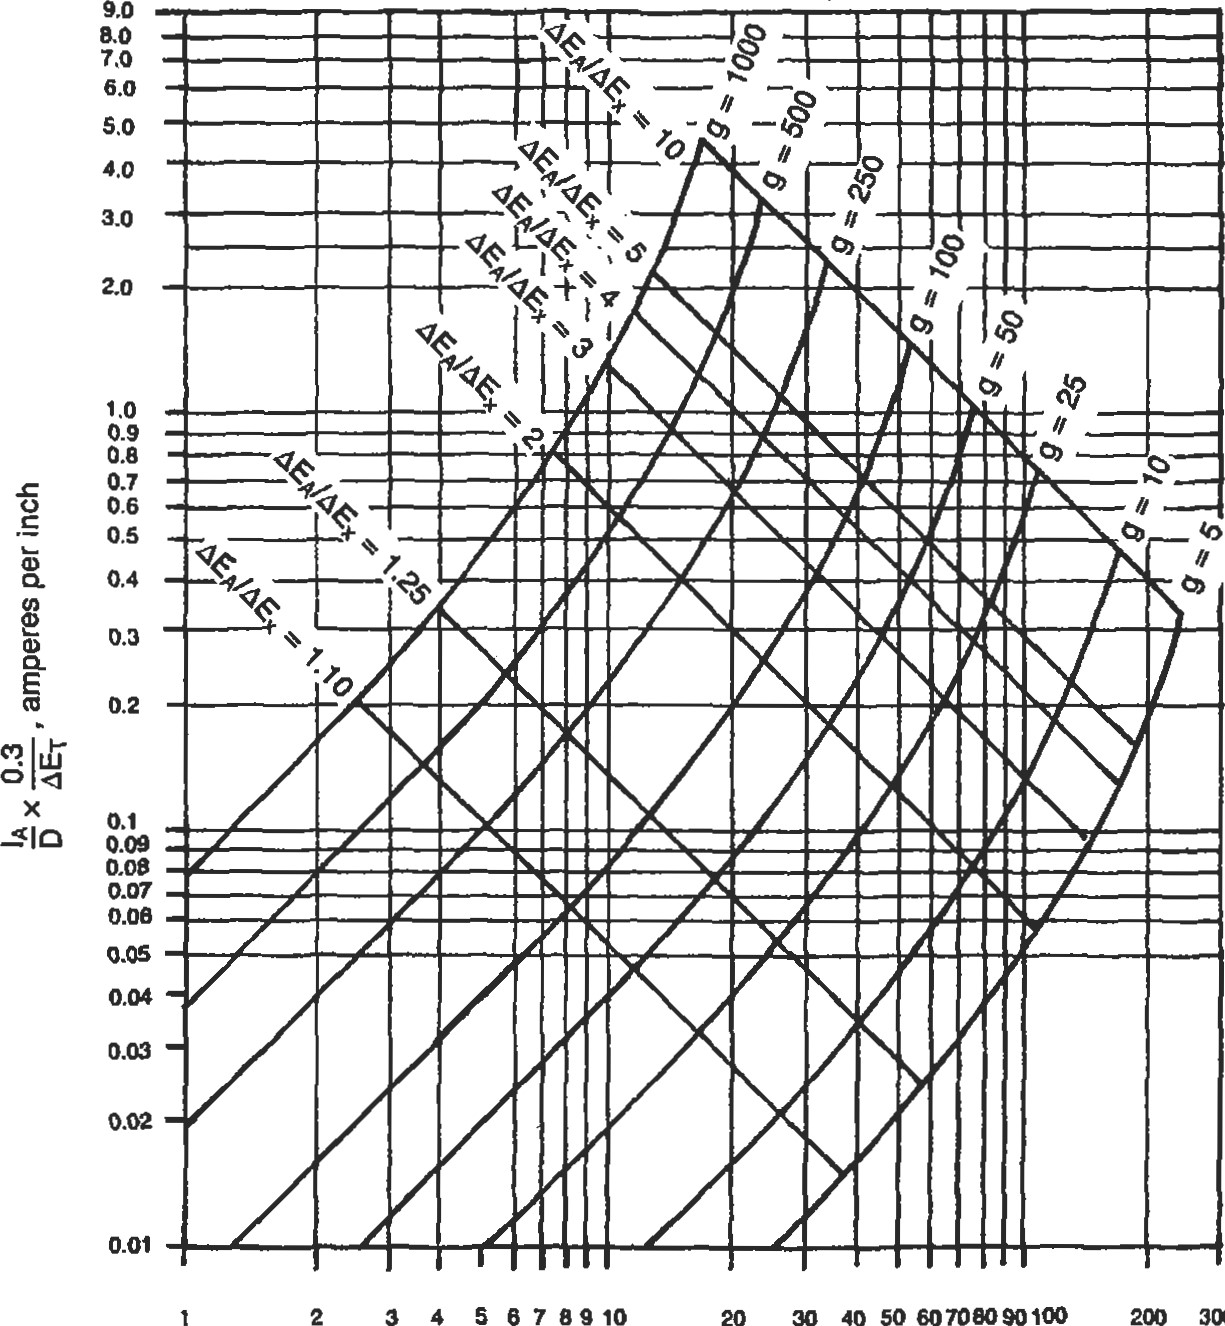 9.0
8.0
7.0
6.0
5.0
4.0
3.0
2.0
1.0
0.9
0.8
0.7
0.6
0.5
0.4
0.3
0.2
0.1
0.09
0.08
0.07
0.06
0.05
0.04
0.03
0.02
0.01
I_A/D × 0.3/ΔE_T, amperes per inch
ΔE_A/ΔE_x = 10
ΔE_A/ΔE_x = 5
ΔE_A/ΔE_x = 4
ΔE_A/ΔE_x = 3
ΔE_A/ΔE_x = 2
ΔE_A/ΔE_x = 1.25
ΔE_A/ΔE_x = 1.10
g = 1000
g = 500
g = 250
g = 100
g = 50
g = 25
g = 10
g = 5
1 2 3 4 5 6 7 8 9 10 20 30 40 50 60 70 80 90 100 200 30